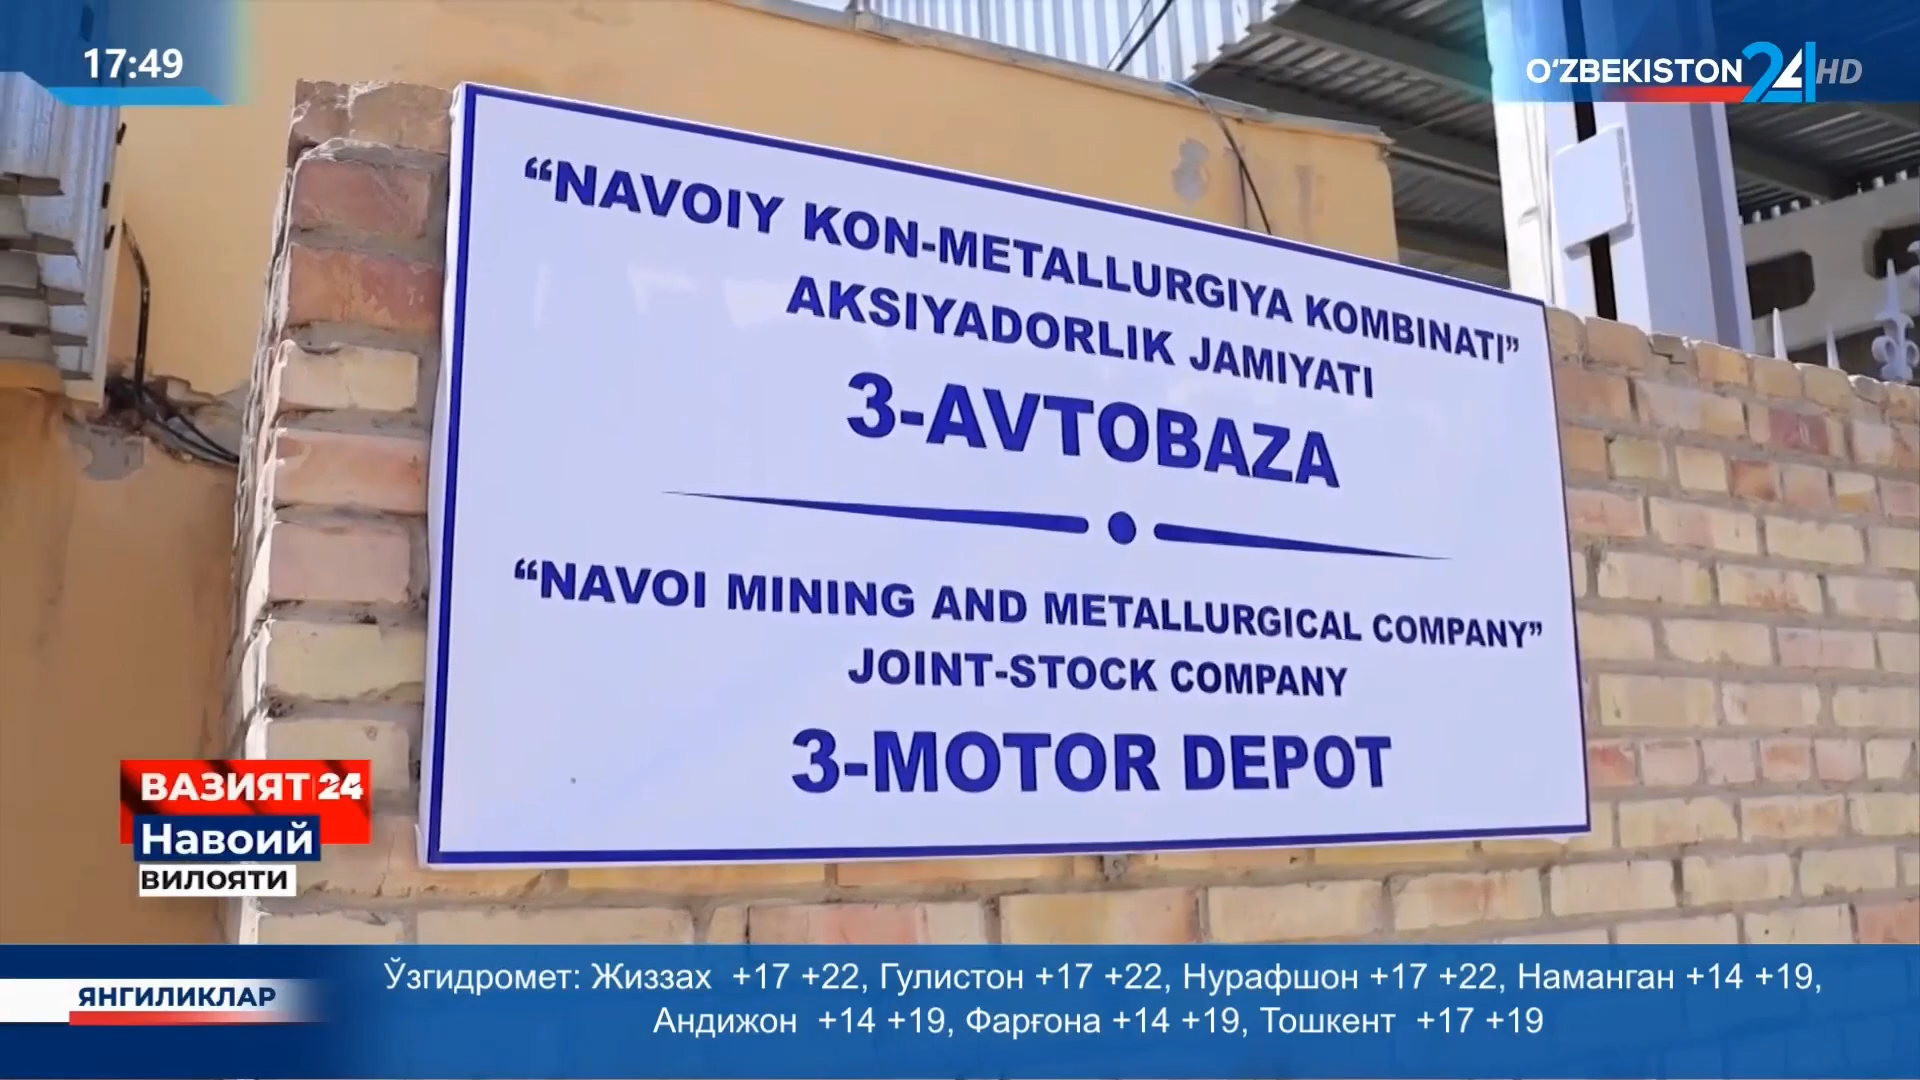 17:49
O‘ZBEKISTON 24 HD
“NAVOIY KON-METALLURGIYA KOMBINATI”
AKSIYADORLIK JAMIYATI
3-AVTOBAZA
“NAVOI MINING AND METALLURGICAL COMPANY”
JOINT-STOCK COMPANY
3-MOTOR DEPOT
ВАЗИЯТ 24
Навоий
ВИЛОЯТИ
ЯНГИЛИКЛАР
Ўзгидромет: Жиззах +17 +22, Гулистон +17 +22, Нурафшон +17 +22, Наманган +14 +19,
Андижон +14 +19, Фарғона +14 +19, Тошкент +17 +19